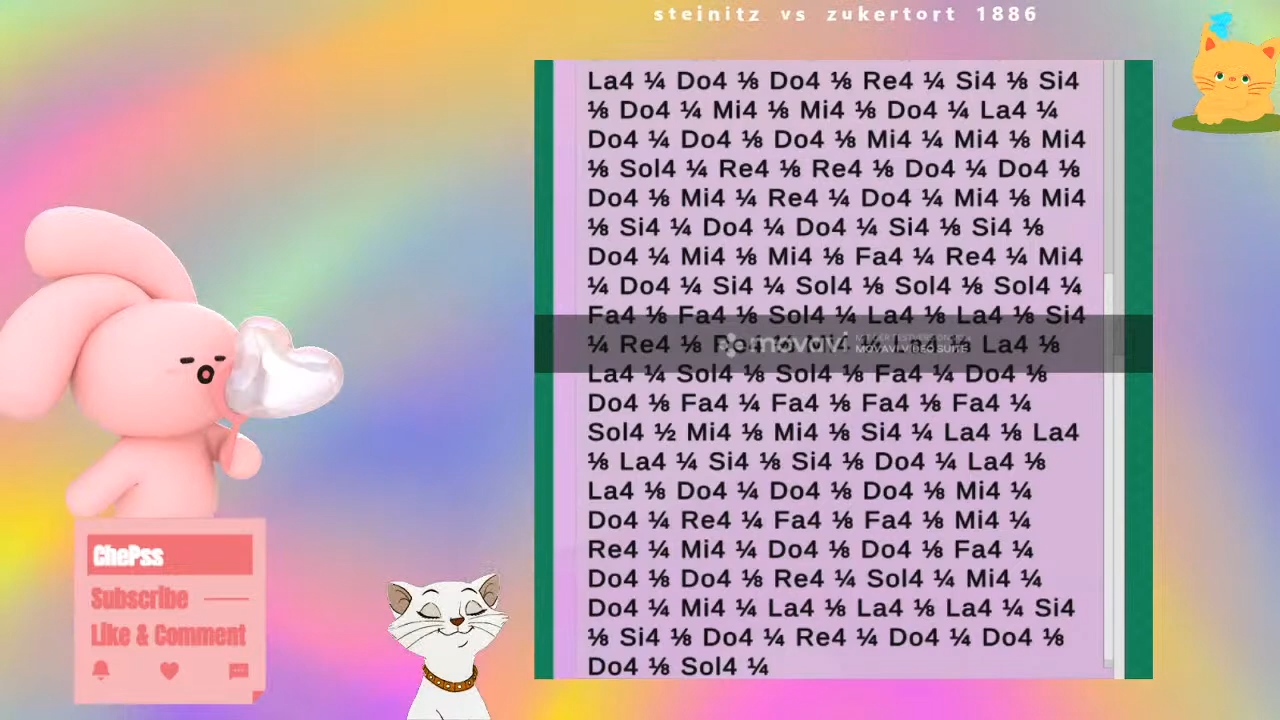 steinitz vs zukertort 1886
La4 ¼ Do4 ⅛ Do4 ⅛ Re4 ¼ Si4 ⅛ Si4
⅛ Do4 ¼ Mi4 ⅛ Mi4 ⅛ Do4 ¼ La4 ¼
Do4 ¼ Do4 ⅛ Do4 ⅛ Mi4 ¼ Mi4 ⅛ Mi4
⅛ Sol4 ¼ Re4 ⅛ Re4 ⅛ Do4 ¼ Do4 ⅛
Do4 ⅛ Mi4 ¼ Re4 ¼ Do4 ¼ Mi4 ⅛ Mi4
⅛ Si4 ¼ Do4 ¼ Do4 ¼ Si4 ⅛ Si4 ⅛
Do4 ¼ Mi4 ⅛ Mi4 ⅛ Fa4 ¼ Re4 ¼ Mi4
¼ Do4 ¼ Si4 ¼ Sol4 ⅛ Sol4 ⅛ Sol4 ¼
Fa4 ⅛ Fa4 ⅛ Sol4 ¼ La4 ⅛ La4 ⅛ Si4
¼ Re4 ⅛ Re4 La4 ⅛
movavi
MOVAVI VIDEO SUITE
La4 ¼ Sol4 ⅛ Sol4 ⅛ Fa4 ¼ Do4 ⅛
Do4 ⅛ Fa4 ¼ Fa4 ⅛ Fa4 ⅛ Fa4 ¼
Sol4 ½ Mi4 ⅛ Mi4 ⅛ Si4 ¼ La4 ⅛ La4
⅛ La4 ¼ Si4 ⅛ Si4 ⅛ Do4 ¼ La4 ⅛
La4 ⅛ Do4 ¼ Do4 ⅛ Do4 ⅛ Mi4 ¼
Do4 ¼ Re4 ¼ Fa4 ⅛ Fa4 ⅛ Mi4 ¼
Re4 ¼ Mi4 ¼ Do4 ⅛ Do4 ⅛ Fa4 ¼
Do4 ⅛ Do4 ⅛ Re4 ¼ Sol4 ¼ Mi4 ¼
Do4 ¼ Mi4 ¼ La4 ⅛ La4 ⅛ La4 ¼ Si4
⅛ Si4 ⅛ Do4 ¼ Re4 ¼ Do4 ¼ Do4 ⅛
Do4 ⅛ Sol4 ¼
ChePss
Subscribe
Like & Comment